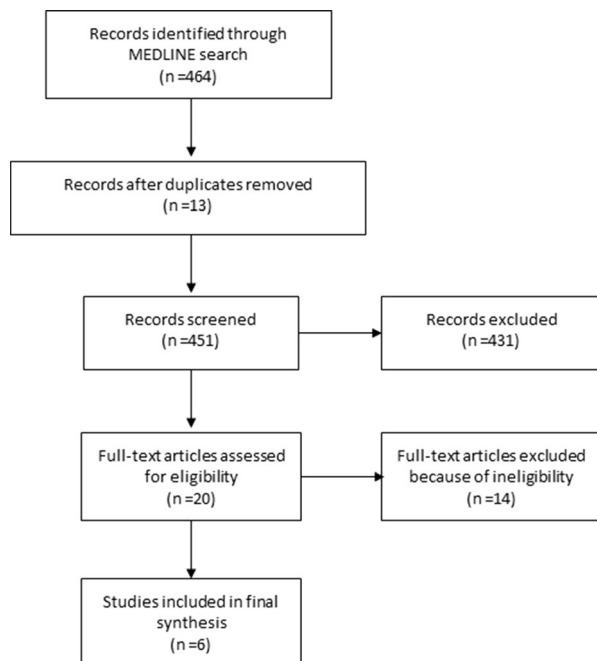 Records identified through
MEDLINE search
(n =464)
Records after duplicates removed
(n =13)
Records screened
(n =451)
Records excluded
(n =431)
Full-text articles assessed
for eligibility
(n =20)
Full-text articles excluded
because of ineligibility
(n =14)
Studies included in final
synthesis
(n =6)